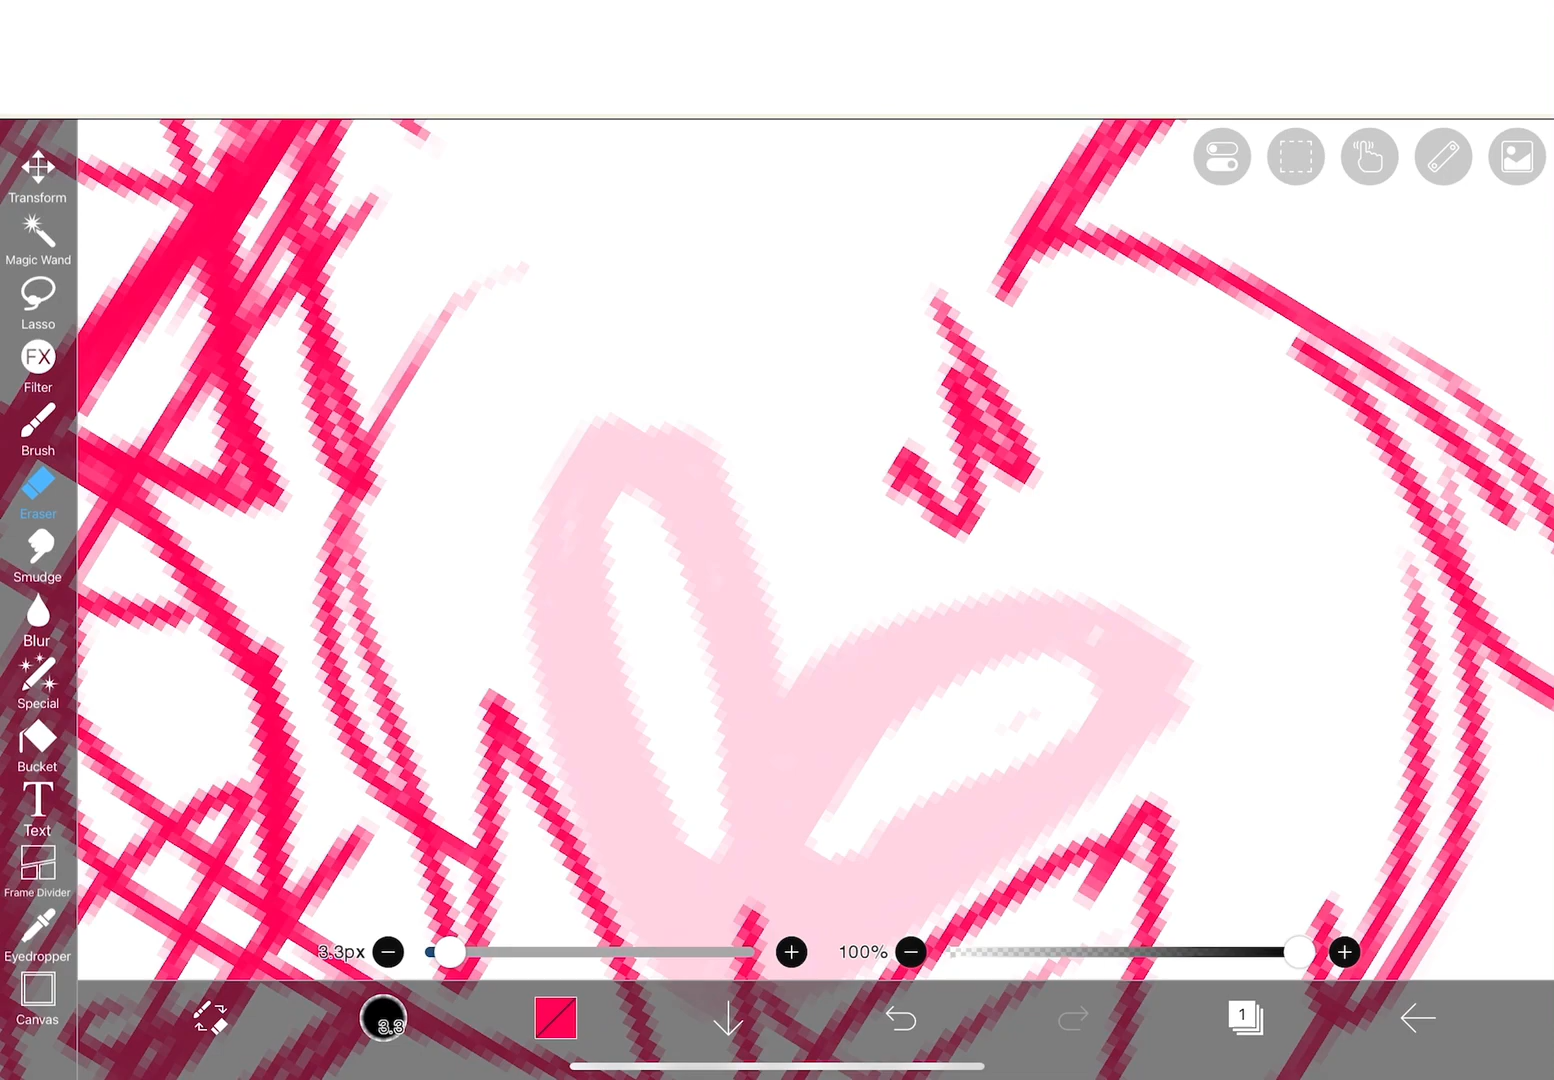 Transform
Magic Wand
Lasso
FX
Filter
Brush
Eraser
Smudge
Blur
Special
Bucket
T
Text
Frame Divider
Eyedropper
Canvas
3.3px
100%
3.3
1